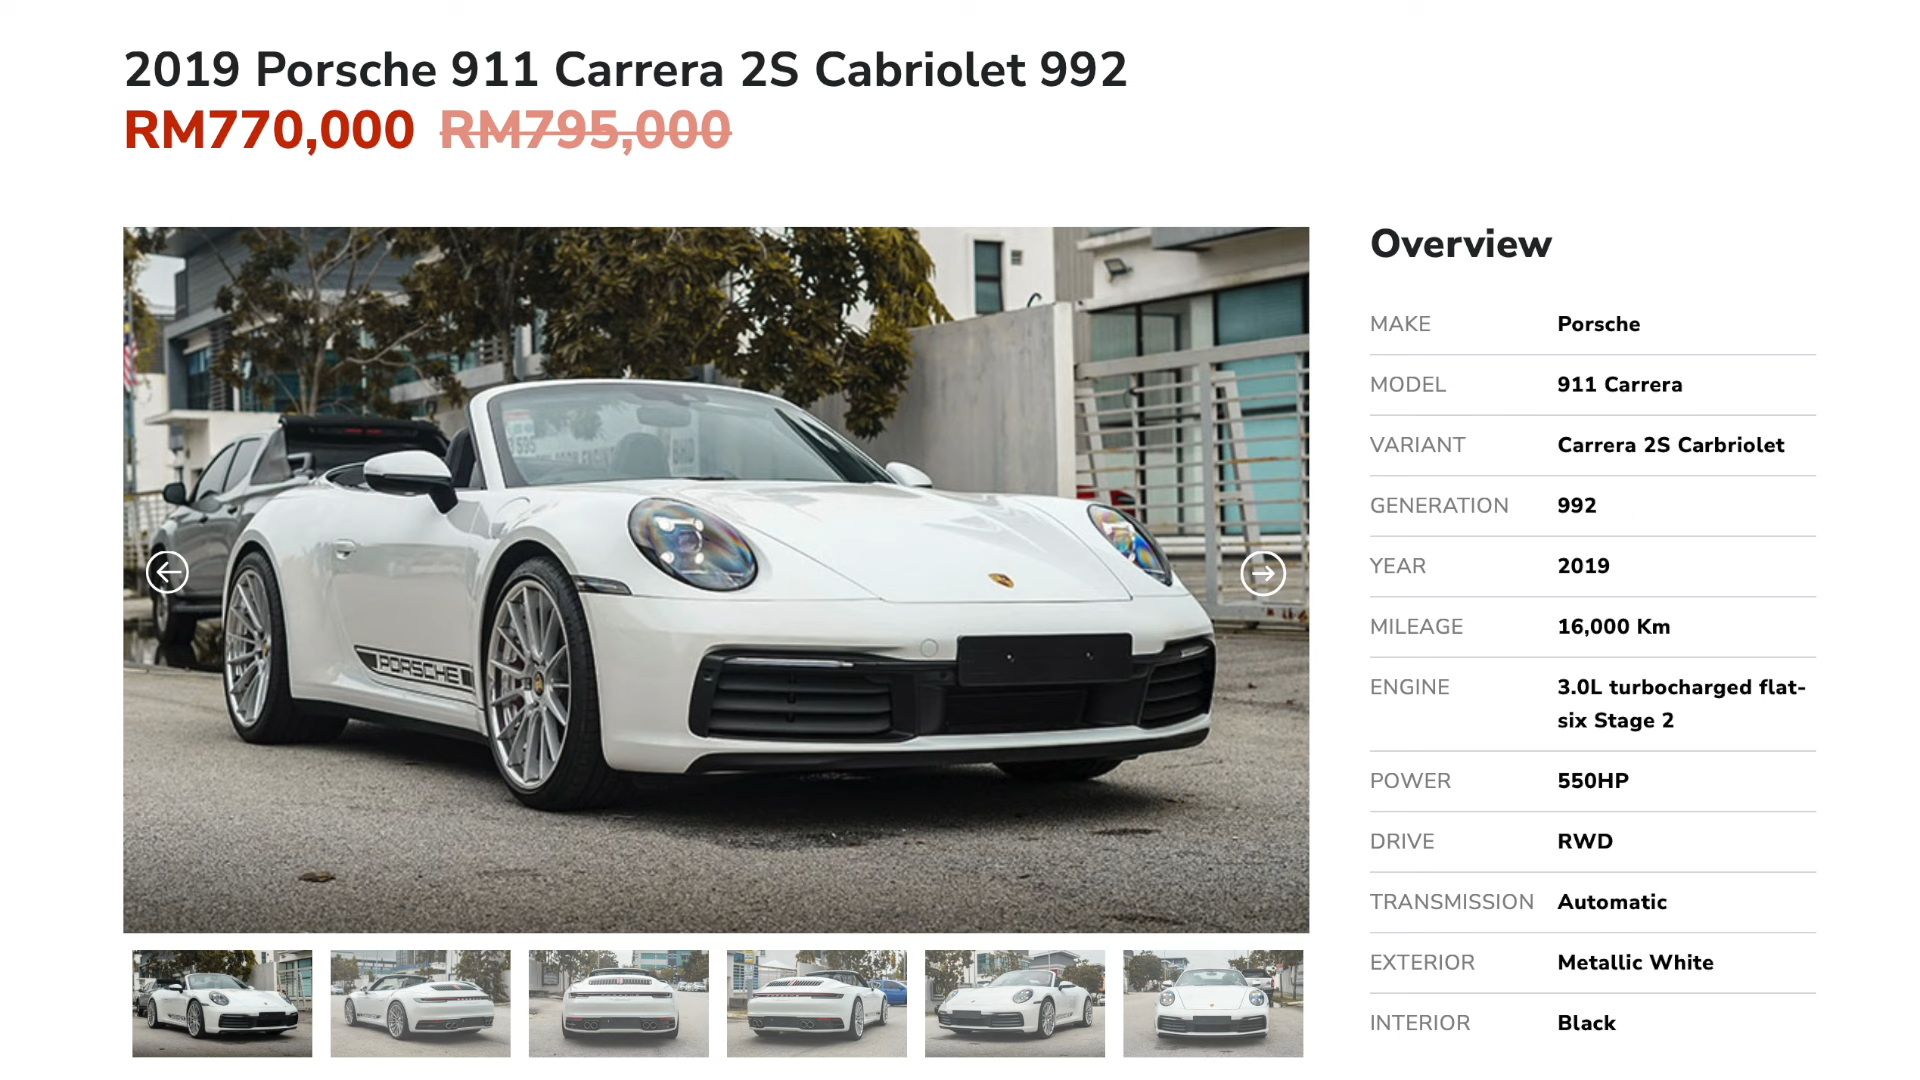 2019 Porsche 911 Carrera 2S Cabriolet 992
RM770,000 RM795,000
PORSCHE
Overview
MAKE Porsche
MODEL 911 Carrera
VARIANT Carrera 2S Carbriolet
GENERATION 992
YEAR 2019
MILEAGE 16,000 Km
ENGINE 3.0L turbocharged flat-
six Stage 2
POWER 550HP
DRIVE RWD
TRANSMISSION Automatic
EXTERIOR Metallic White
INTERIOR Black